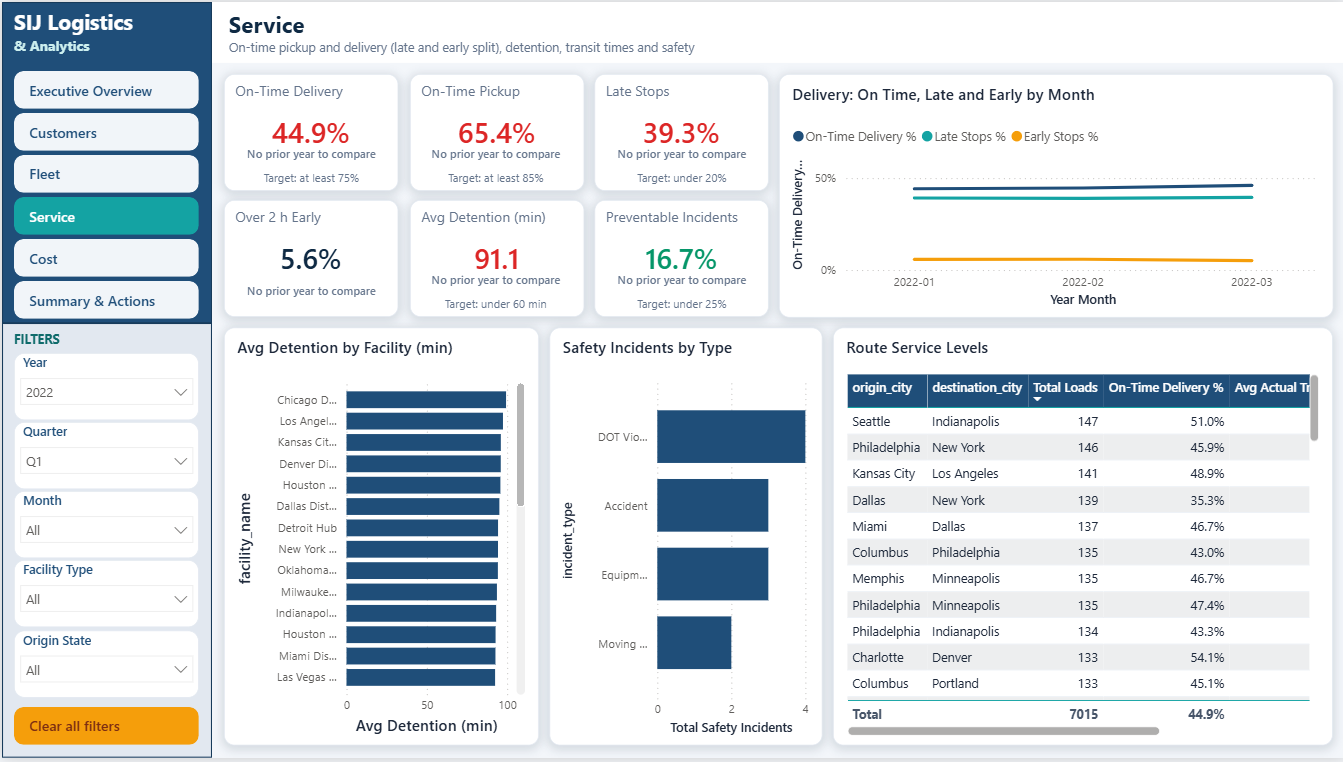 SIJ Logistics
& Analytics
Executive Overview
Customers
Fleet
Service
Cost
Summary & Actions
FILTERS
Year
2022
Quarter
Q1
Month
All
Facility Type
All
Origin State
All
Clear all filters
Service
On-time pickup and delivery (late and early split), detention, transit times and safety
On-Time Delivery
44.9%
No prior year to compare
Target: at least 75%
On-Time Pickup
65.4%
No prior year to compare
Target: at least 85%
Late Stops
39.3%
No prior year to compare
Target: under 20%
Over 2 h Early
5.6%
No prior year to compare
Avg Detention (min)
91.1
No prior year to compare
Target: under 60 min
Preventable Incidents
16.7%
No prior year to compare
Target: under 25%
Delivery: On Time, Late and Early by Month
On-Time Delivery % Late Stops % Early Stops %
On-Time Delivery...
50%
0%
2022-01 2022-02 2022-03
Year Month
Avg Detention by Facility (min)
facility_name
Chicago D...
Los Angel...
Kansas Cit...
Denver Di...
Houston ...
Dallas Dist...
Detroit Hub
New York ...
Oklahoma...
Milwauke...
Indianapol...
Houston ...
Miami Dis...
Las Vegas ...
0 50 100
Avg Detention (min)
Safety Incidents by Type
incident_type
DOT Vio...
Accident
Equipm...
Moving ...
0 2 4
Total Safety Incidents
Route Service Levels
origin_city destination_city Total Loads On-Time Delivery % Avg Actual Tr
Seattle Indianapolis 147 51.0%
Philadelphia New York 146 45.9%
Kansas City Los Angeles 141 48.9%
Dallas New York 139 35.3%
Miami Dallas 137 46.7%
Columbus Philadelphia 135 43.0%
Memphis Minneapolis 135 46.7%
Philadelphia Minneapolis 135 47.4%
Philadelphia Indianapolis 134 43.3%
Charlotte Denver 133 54.1%
Columbus Portland 133 45.1%
Total 7015 44.9%